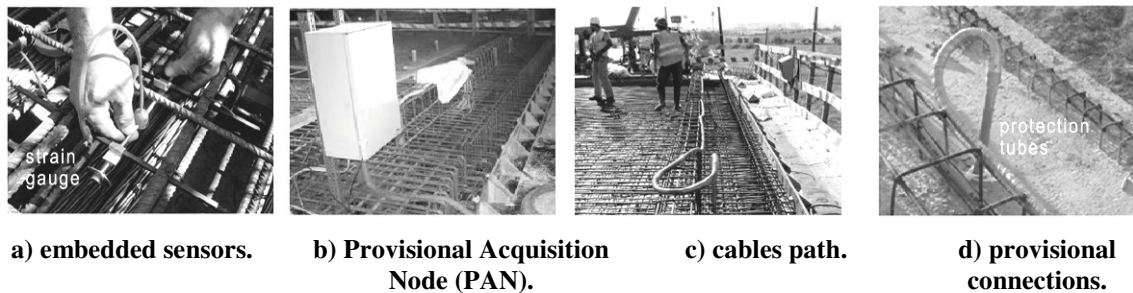 strain
gauge
protection
tubes
a) embedded sensors.
b) Provisional Acquisition
Node (PAN).
c) cables path.
d) provisional
connections.